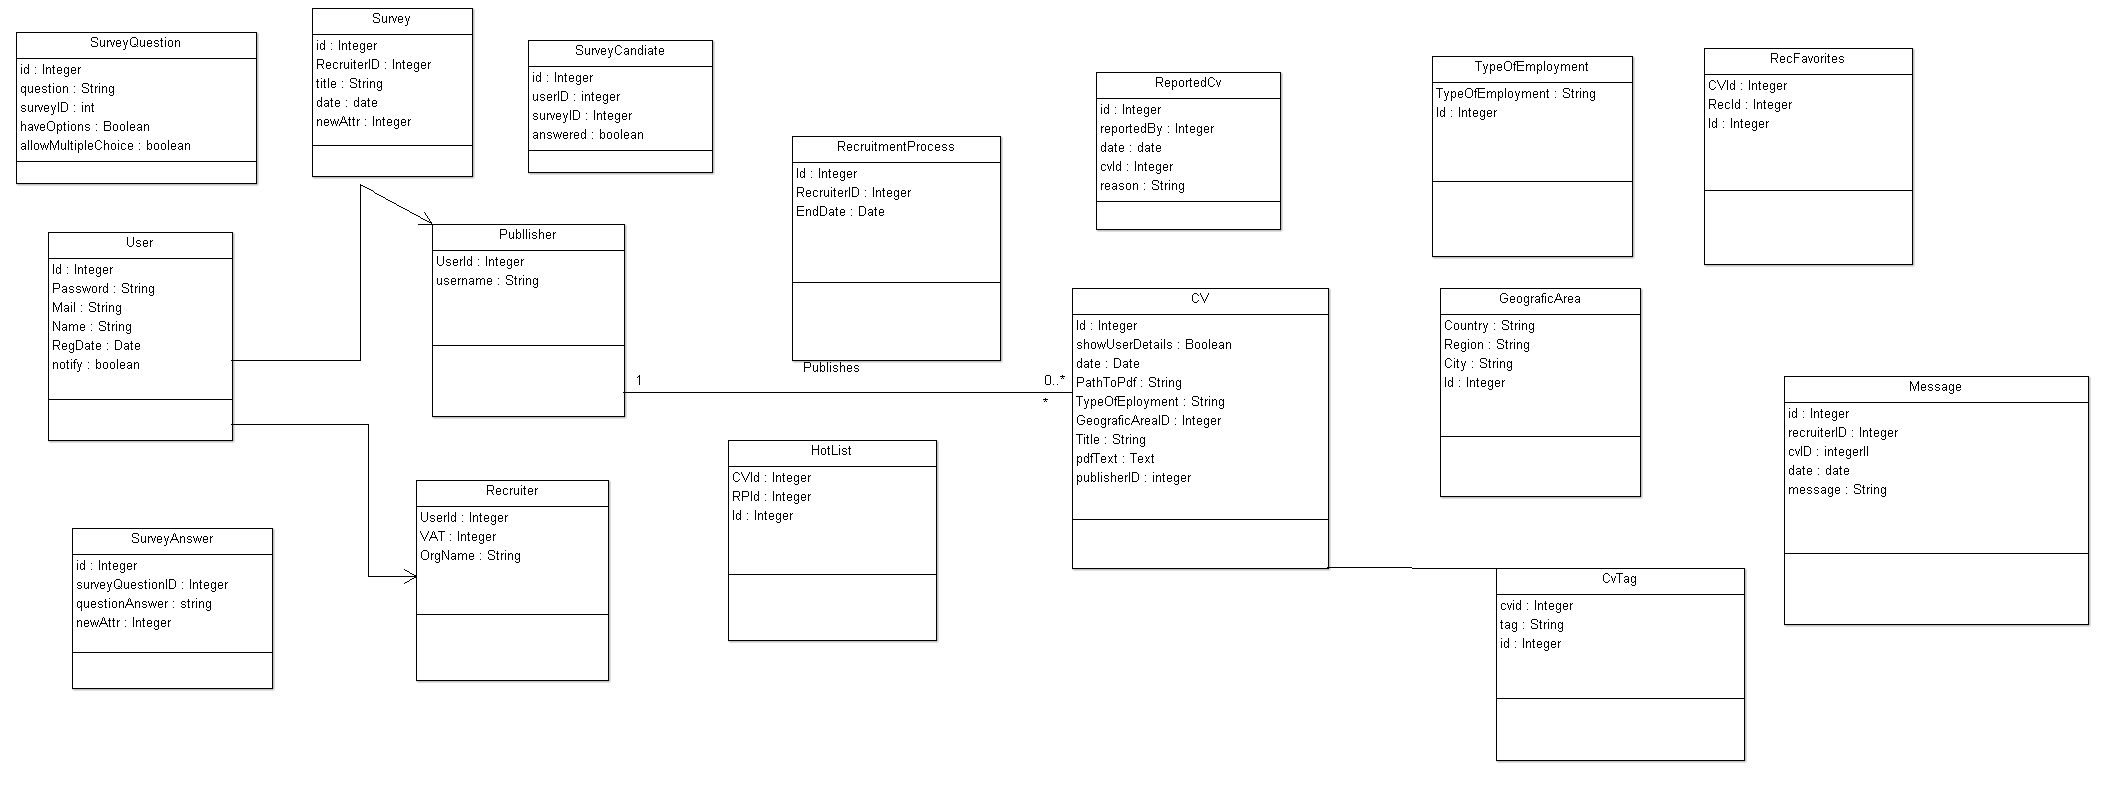 SurveyQuestion
id : Integer
question : String
surveyID : int
haveOptions : Boolean
allowMultipleChoice : boolean
Survey
id : Integer
RecruiterID : Integer
title : String
date : date
newAttr : Integer
SurveyCandiate
id : Integer
userID : integer
surveyID : Integer
answered : boolean
RecruitmentProcess
Id : Integer
RecruiterID : Integer
EndDate : Date
ReportedCv
id : Integer
reportedBy : Integer
date : date
cvId : Integer
reason : String
TypeOfEmployment
TypeOfEmployment : String
Id : Integer
RecFavorites
CVId : Integer
RecId : Integer
Id : Integer
User
Id : Integer
Password : String
Mail : String
Name : String
RegDate : Date
notify : boolean
Publlisher
UserId : Integer
username : String
Publishes
1
0..*
*
CV
Id : Integer
showUserDetails : Boolean
date : Date
PathToPdf : String
TypeOfEployment : String
GeograficAreaID : Integer
Title : String
pdfText : Text
publisherID : integer
GeograficArea
Country : String
Region : String
City : String
Id : Integer
Message
id : Integer
recruiterID : Integer
cvID : integerII
date : date
message : String
HotList
CVId : Integer
RPId : Integer
Id : Integer
Recruiter
UserId : Integer
VAT : Integer
OrgName : String
SurveyAnswer
id : Integer
surveyQuestionID : Integer
questionAnswer : string
newAttr : Integer
CvTag
cvid : Integer
tag : String
id : Integer